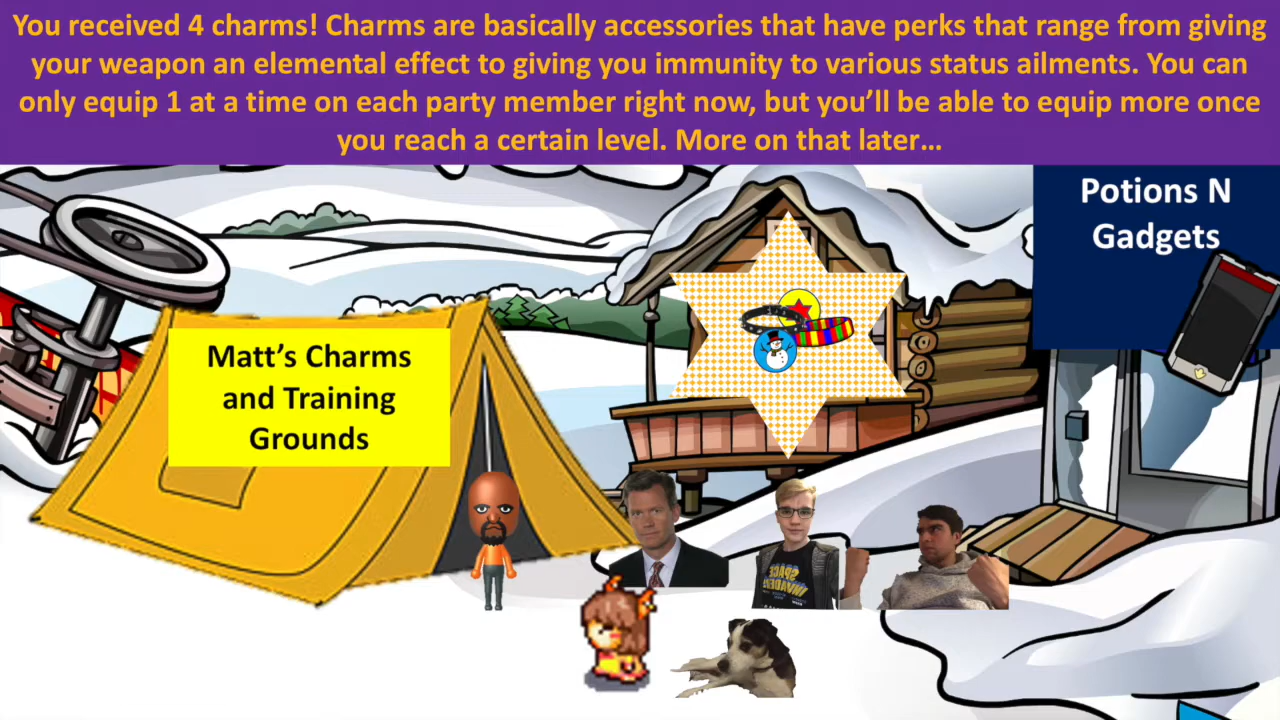 You received 4 charms! Charms are basically accessories that have perks that range from giving
your weapon an elemental effect to giving you immunity to various status ailments. You can
only equip 1 at a time on each party member right now, but you’ll be able to equip more once
you reach a certain level. More on that later…
Potions N
Gadgets
Matt’s Charms
and Training
Grounds
SPACE
INVADERS